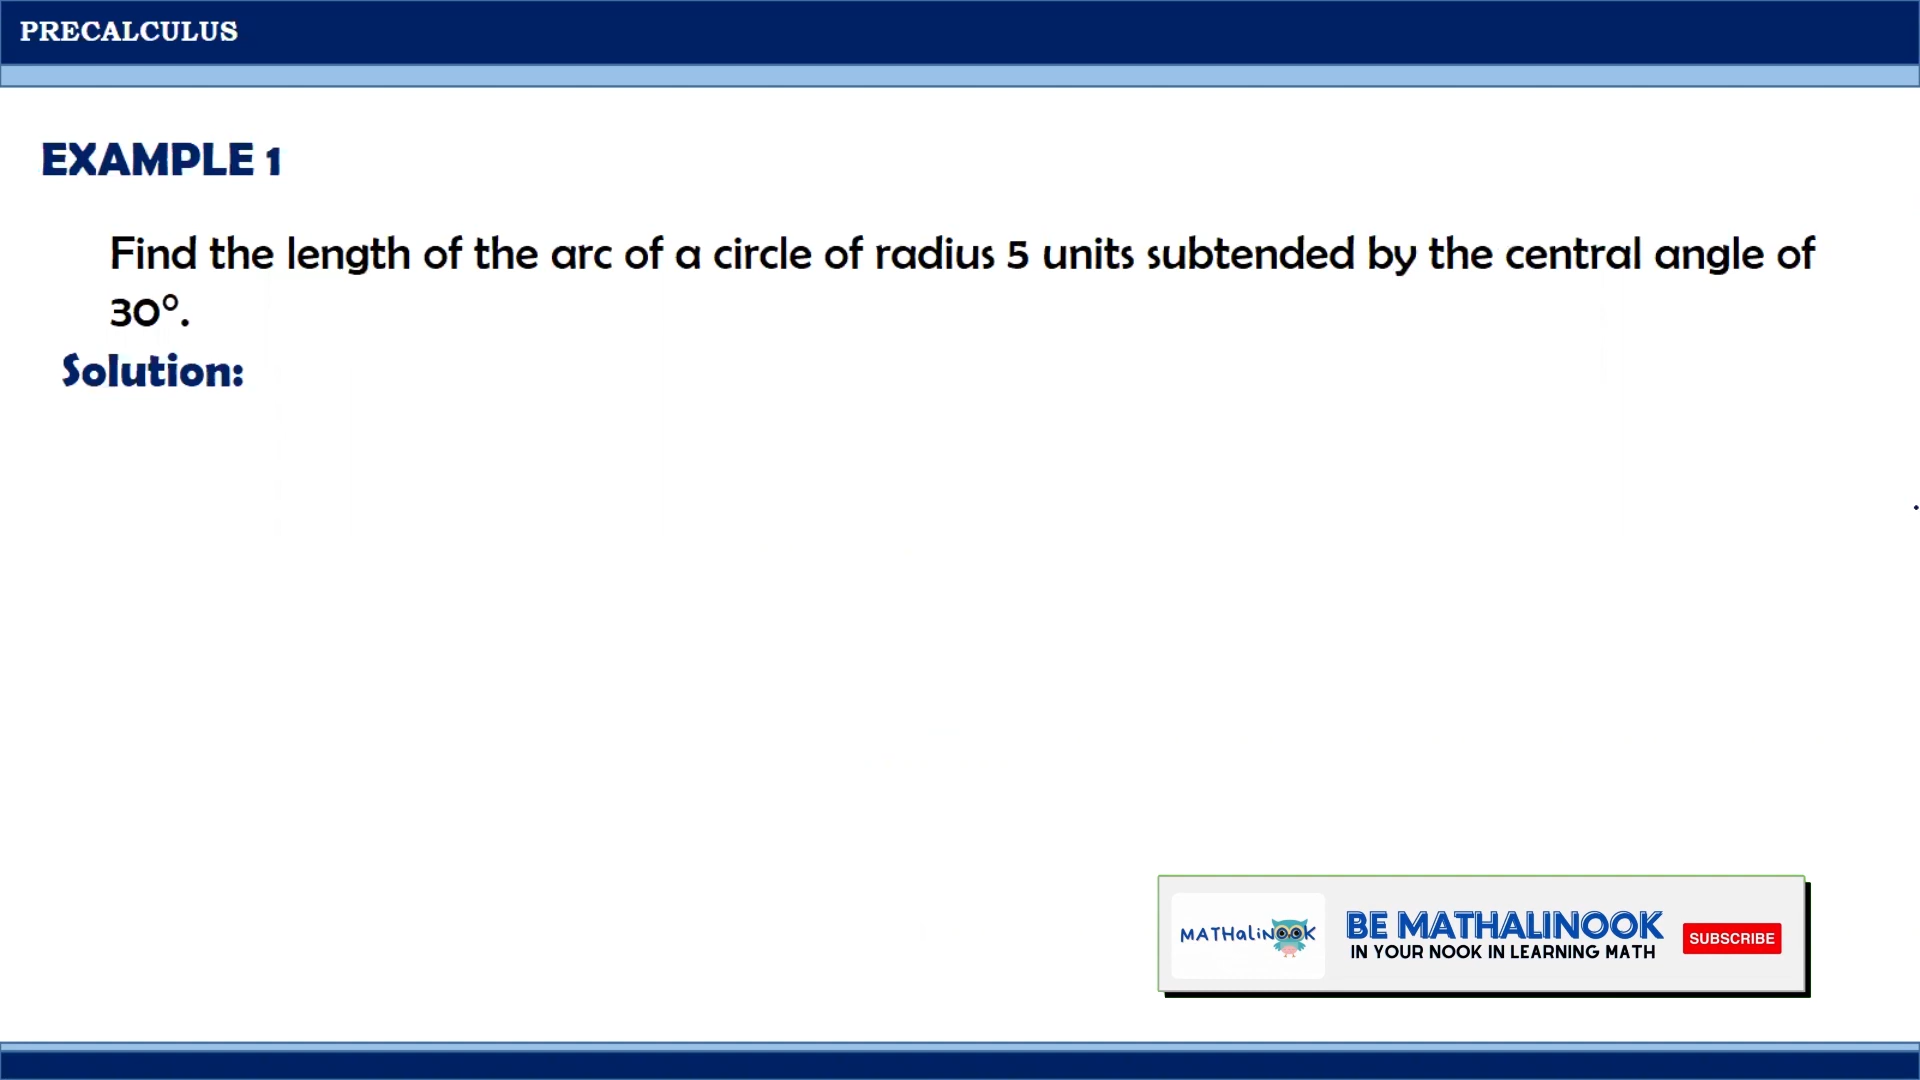 PRECALCULUS
EXAMPLE 1
Find the length of the arc of a circle of radius 5 units subtended by the central angle of
30°.
Solution:
MATHaliNOOK
BE MATHALINOOK
IN YOUR NOOK IN LEARNING MATH
SUBSCRIBE